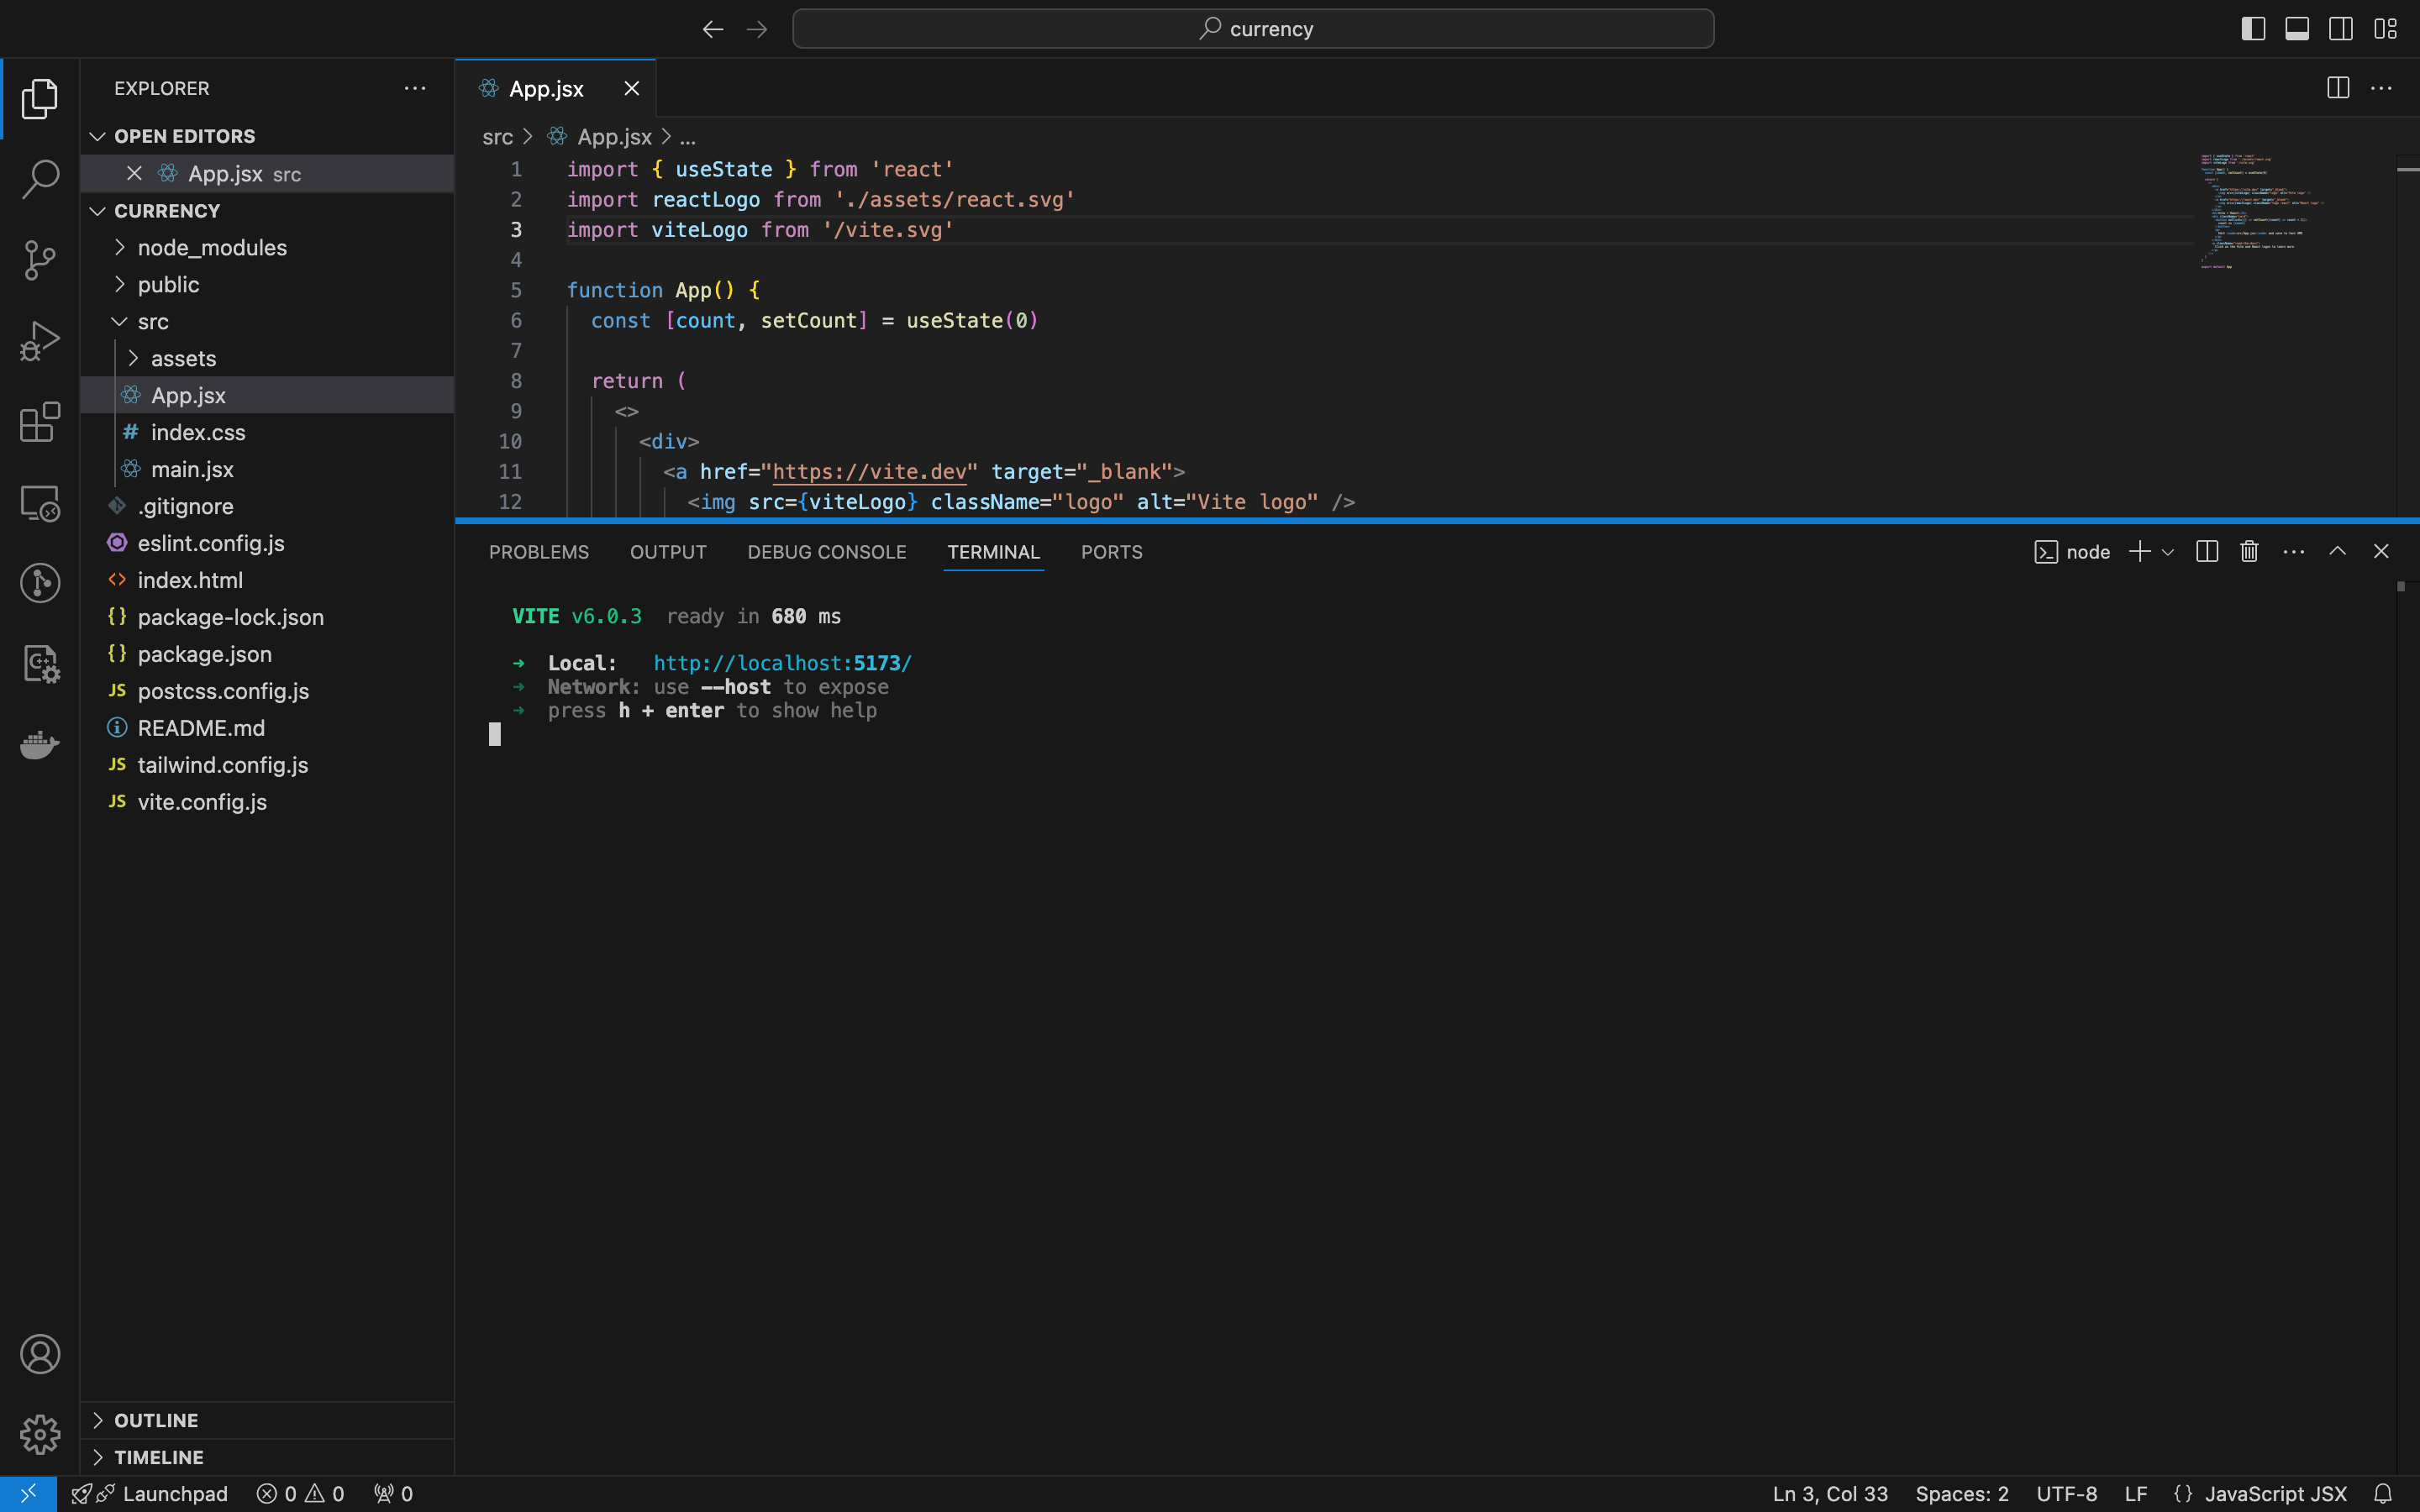 currency
EXPLORER
OPEN EDITORS
App.jsx src
CURRENCY
node_modules
public
src
assets
App.jsx
index.css
main.jsx
.gitignore
eslint.config.js
index.html
package-lock.json
package.json
postcss.config.js
README.md
tailwind.config.js
vite.config.js
OUTLINE
TIMELINE
App.jsx
src > App.jsx > ...
1 import { useState } from 'react'
2 import reactLogo from './assets/react.svg'
3 import viteLogo from '/vite.svg'
4
5 function App() {
6 const [count, setCount] = useState(0)
7
8 return (
9 <>
10 <div>
11 <a href="https://vite.dev" target="_blank">
12 <img src={viteLogo} className="logo" alt="Vite logo" />
PROBLEMS OUTPUT DEBUG CONSOLE TERMINAL PORTS
node
VITE v6.0.3 ready in 680 ms
➜ Local: http://localhost:5173/
➜ Network: use --host to expose
➜ press h + enter to show help
Launchpad 0 0 0
Ln 3, Col 33 Spaces: 2 UTF-8 LF {} JavaScript JSX